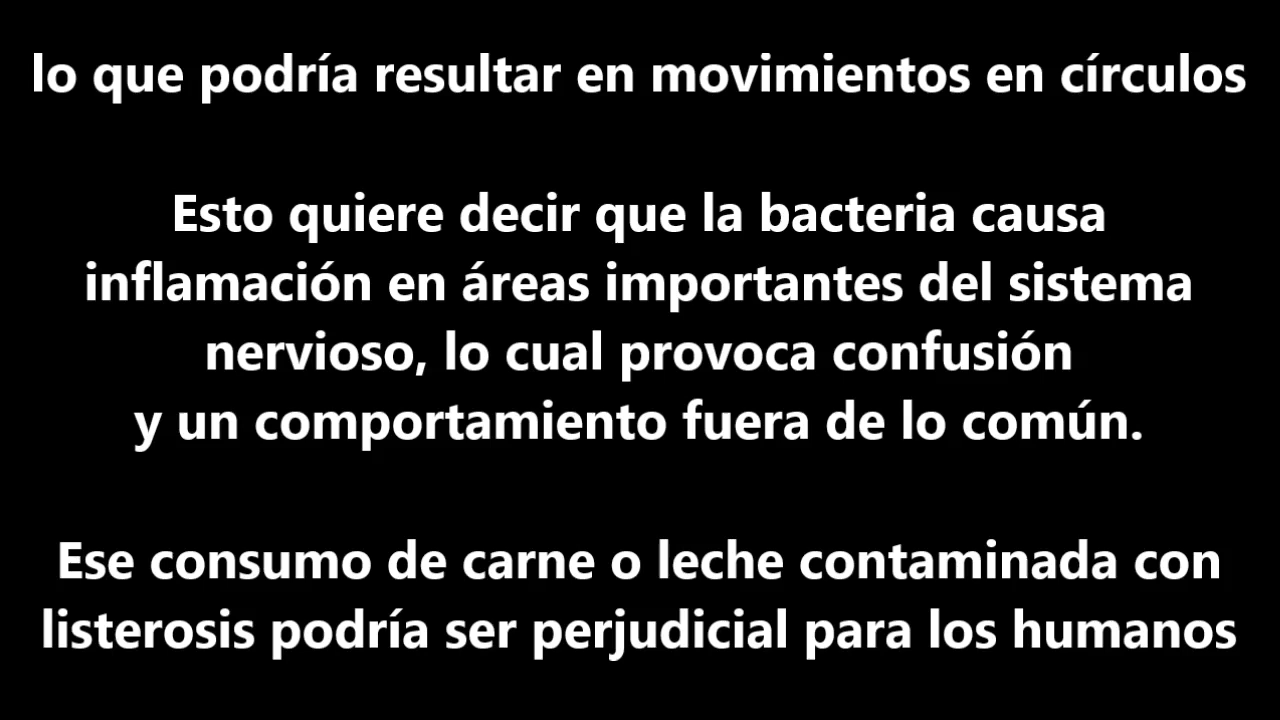 lo que podría resultar en movimientos en círculos
Esto quiere decir que la bacteria causa
inflamación en áreas importantes del sistema
nervioso, lo cual provoca confusión
y un comportamiento fuera de lo común.
Ese consumo de carne o leche contaminada con
listerosis podría ser perjudicial para los humanos